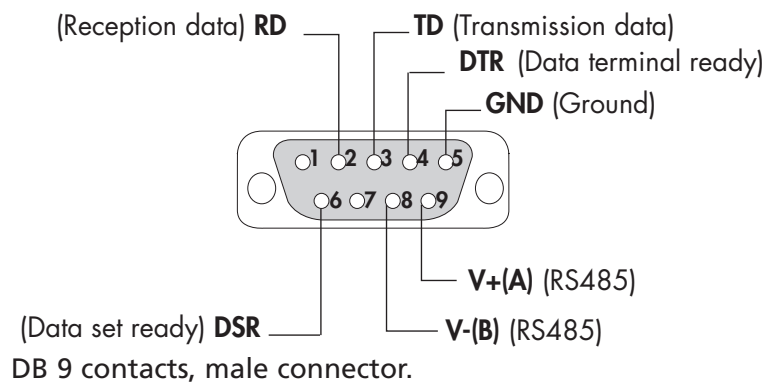 (Reception data) RD
TD (Transmission data)
DTR (Data terminal ready)
GND (Ground)
1 2 3 4 5
6 7 8 9
V+(A) (RS485)
(Data set ready) DSR
V-(B) (RS485)
DB 9 contacts, male connector.